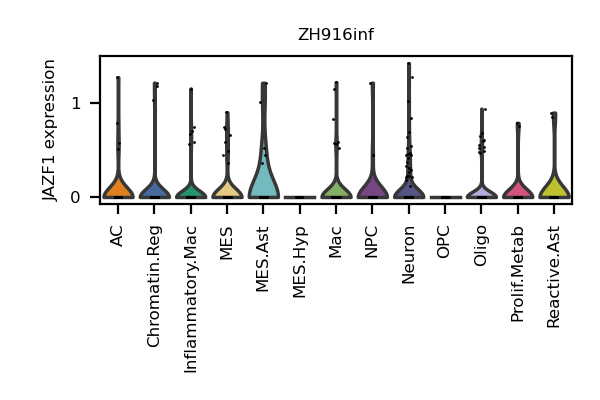 ZH916inf
JAZF1 expression
1
0
AC
Chromatin.Reg
Inflammatory.Mac
MES
MES.Ast
MES.Hyp
Mac
NPC
Neuron
OPC
Oligo
Prolif.Metab
Reactive.Ast